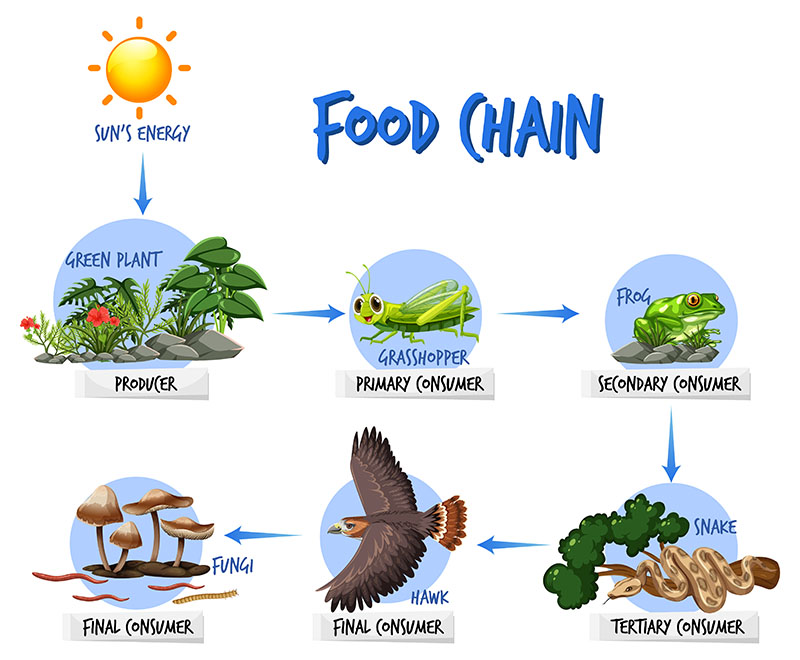 SUN'S ENERGY
FOOD CHAIN
GREEN PLANT
PRODUCER
GRASSHOPPER
PRIMARY CONSUMER
FROG
SECONDARY CONSUMER
FUNGI
FINAL CONSUMER
HAWK
FINAL CONSUMER
SNAKE
TERTIARY CONSUMER